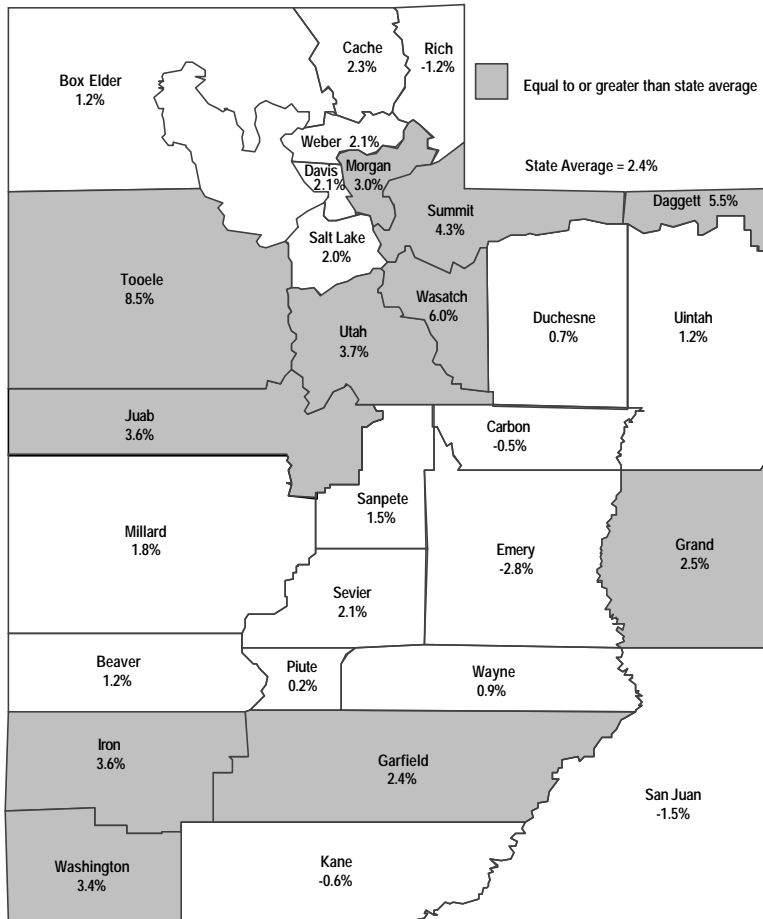 Cache
2.3%
Rich
-1.2%
Box Elder
1.2%
Equal to or greater than state average
Weber 2.1%
State Average = 2.4%
Davis
2.1%
Morgan
3.0%
Daggett 5.5%
Summit
4.3%
Salt Lake
2.0%
Tooele
8.5%
Wasatch
6.0%
Duchesne
0.7%
Uintah
1.2%
Utah
3.7%
Juab
3.6%
Carbon
-0.5%
Sanpete
1.5%
Millard
1.8%
Emery
-2.8%
Grand
2.5%
Sevier
2.1%
Beaver
1.2%
Piute
0.2%
Wayne
0.9%
Iron
3.6%
Garfield
2.4%
San Juan
-1.5%
Washington
3.4%
Kane
-0.6%